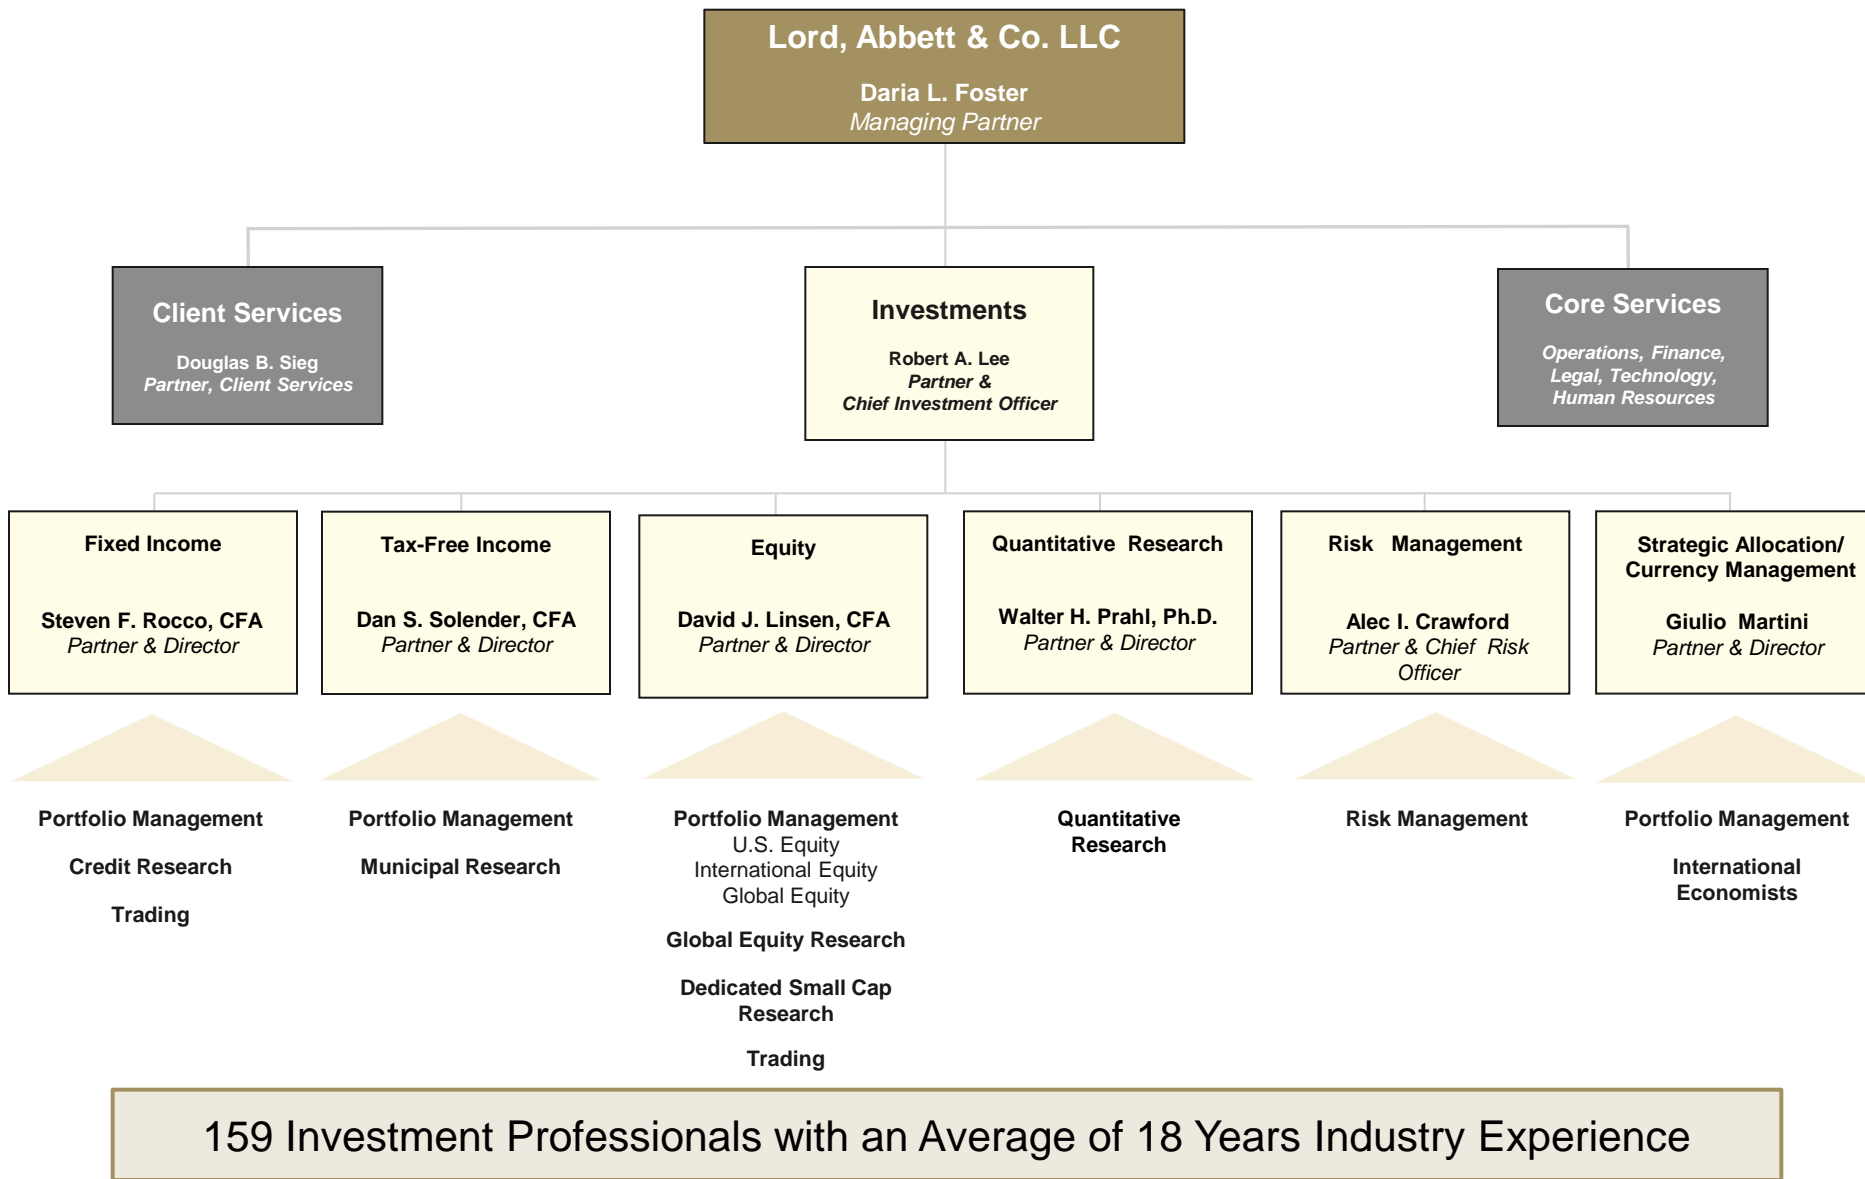 Lord, Abbett & Co. LLC
Daria L. Foster
Managing Partner
Client Services
Douglas B. Sieg
Partner, Client Services
Investments
Robert A. Lee
Partner &
Chief Investment Officer
Core Services
Operations, Finance,
Legal, Technology,
Human Resources
Fixed Income
Steven F. Rocco, CFA
Partner & Director
Tax-Free Income
Dan S. Solender, CFA
Partner & Director
Equity
David J. Linsen, CFA
Partner & Director
Quantitative Research
Walter H. Prahl, Ph.D.
Partner & Director
Risk Management
Alec I. Crawford
Partner & Chief Risk
Officer
Strategic Allocation/
Currency Management
Giulio Martini
Partner & Director
Portfolio Management
Credit Research
Trading
Portfolio Management
Municipal Research
Portfolio Management
U.S. Equity
International Equity
Global Equity
Global Equity Research
Dedicated Small Cap
Research
Trading
Quantitative
Research
Risk Management
Portfolio Management
International
Economists
159 Investment Professionals with an Average of 18 Years Industry Experience